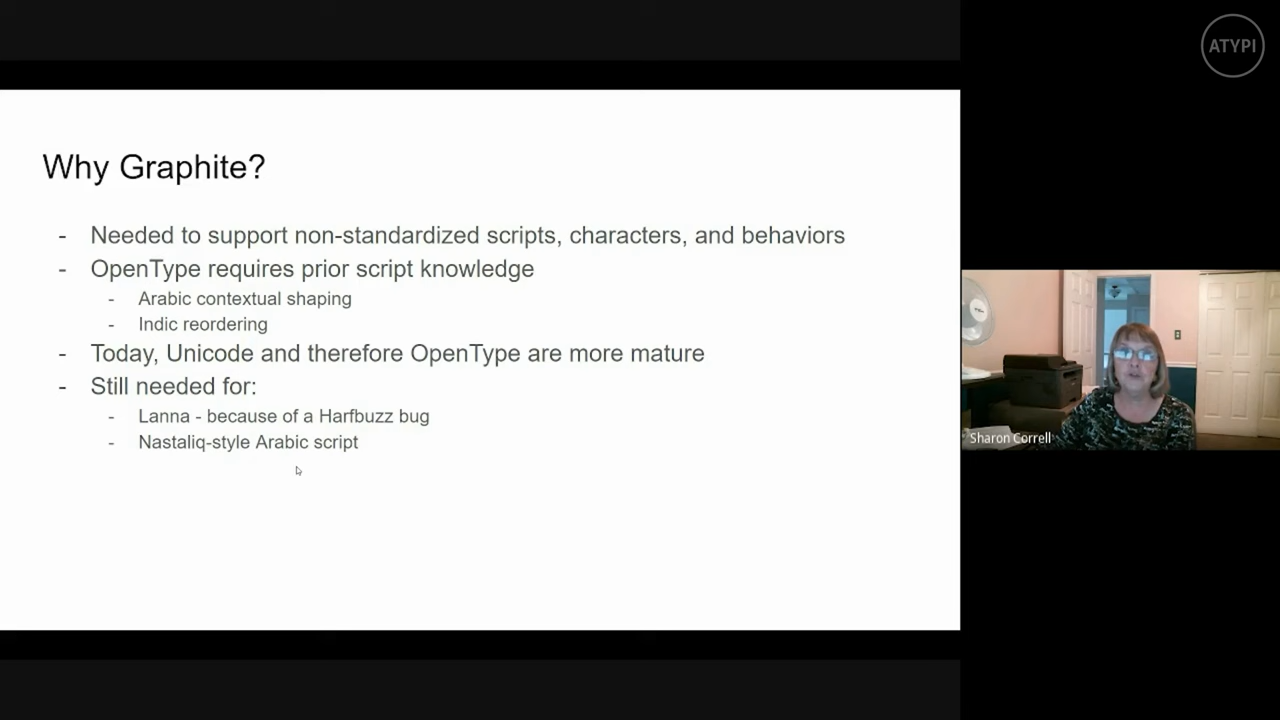 ATYPI
Why Graphite?
- Needed to support non-standardized scripts, characters, and behaviors
- OpenType requires prior script knowledge
- Arabic contextual shaping
- Indic reordering
- Today, Unicode and therefore OpenType are more mature
- Still needed for:
- Lanna - because of a Harfbuzz bug
- Nastaliq-style Arabic script
Sharon Correll